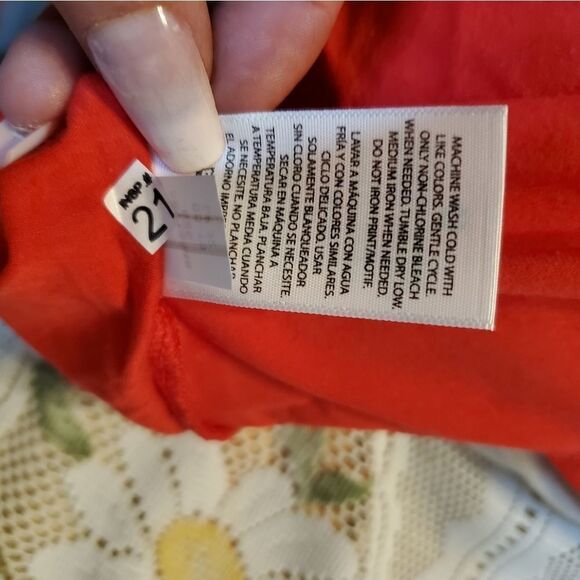 MACHINE WASH COLD WITH
LIKE COLORS. GENTLE CYCLE.
ONLY NON-CHLORINE BLEACH
WHEN NEEDED. TUMBLE DRY LOW.
MEDIUM IRON WHEN NEEDED.
DO NOT IRON PRINT/MOTIF.
LAVAR A MÁQUINA CON AGUA
FRÍA Y CON COLORES SIMILARES.
CICLO DELICADO. USAR
SOLAMENTE BLANQUEADOR
SIN CLORO CUANDO SE NECESITE.
SECAR EN MÁQUINA A
TEMPERATURA BAJA. PLANCHAR
A TEMPERATURA MEDIA CUANDO
SE NECESITE. NO PLANCHAR
EL ADORNO
INSP.#
21